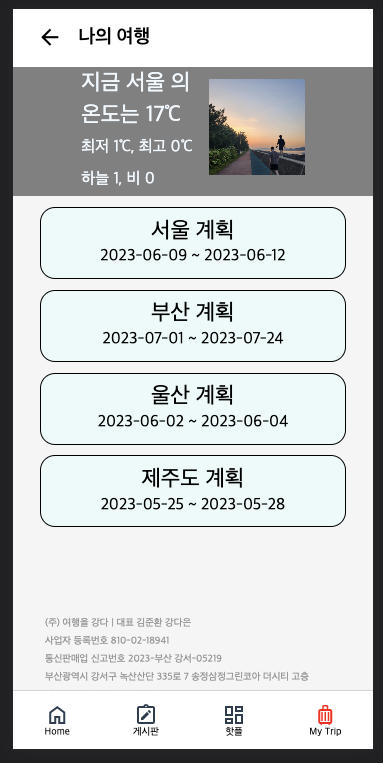 나의 여행
지금 서울 의
온도는 17℃
최저 1℃, 최고 0℃
하늘 1, 비 0
서울 계획
2023-06-09 ~ 2023-06-12
부산 계획
2023-07-01 ~ 2023-07-24
울산 계획
2023-06-02 ~ 2023-06-04
제주도 계획
2023-05-25 ~ 2023-05-28
(주) 여행을 강다 | 대표 김준환 강다은
사업자 등록번호 810-02-18941
통신판매입 신고번호 2023-부산 강서-05219
부산광역시 강서구 녹산산단 335로 7 송정삼정그린코아 더시티 고층
Home 게시판 핫플 My Trip